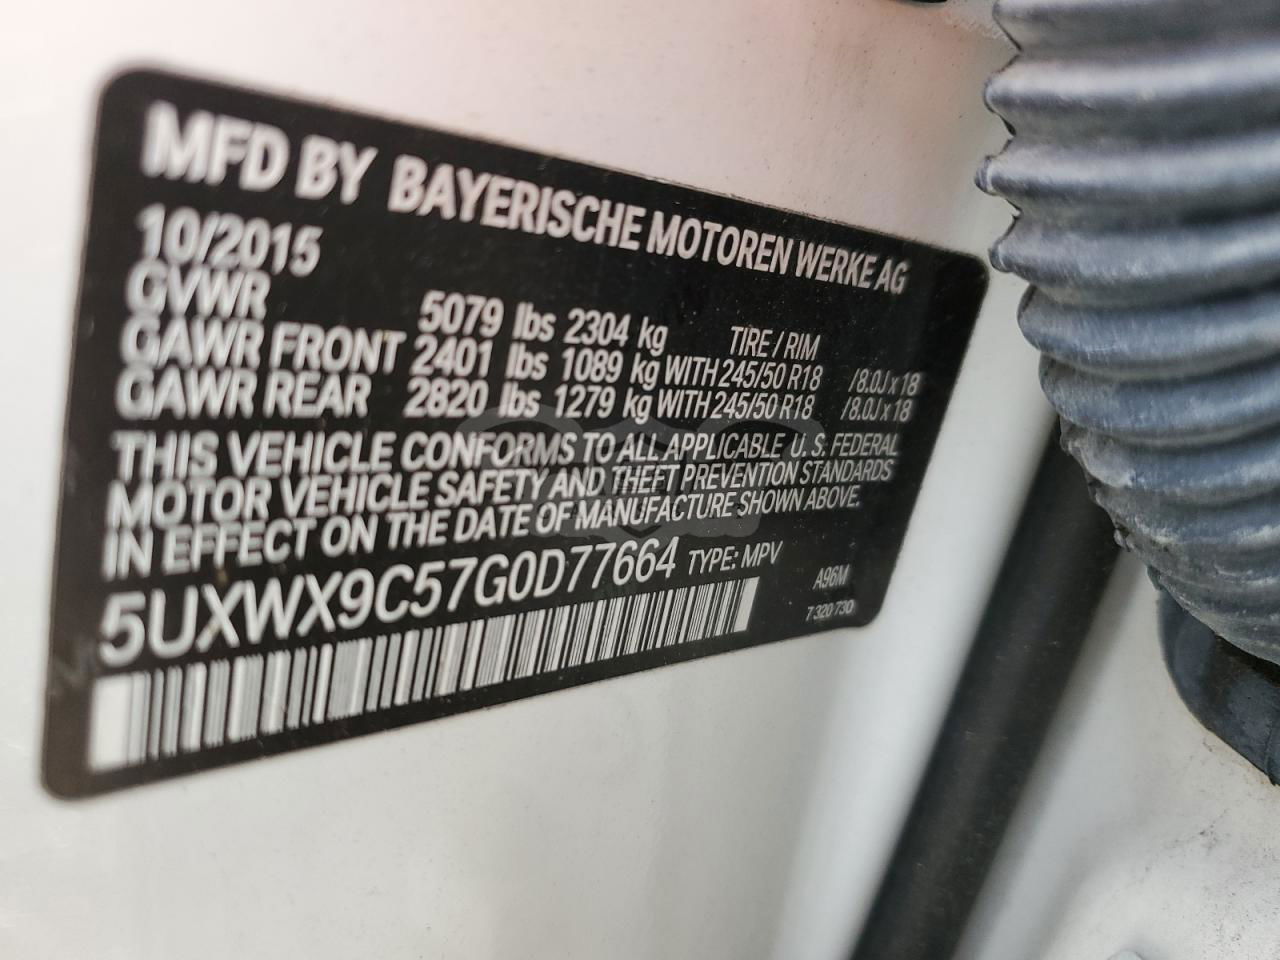 MFD BY BAYERISCHE MOTOREN WERKE AG
10/2015
GVWR 5079 lbs 2304 kg TIRE / RIM
GAWR FRONT 2401 lbs 1089 kg WITH 245/50 R18 /8.0J x 18
GAWR REAR 2820 lbs 1279 kg WITH 245/50 R18 /8.0J x 18
THIS VEHICLE CONFORMS TO ALL APPLICABLE U. S. FEDERAL
MOTOR VEHICLE SAFETY AND THEFT PREVENTION STANDARDS
IN EFFECT ON THE DATE OF MANUFACTURE SHOWN ABOVE.
5UXWX9C57G0D77664 TYPE: MPV
A96M
7 320 730